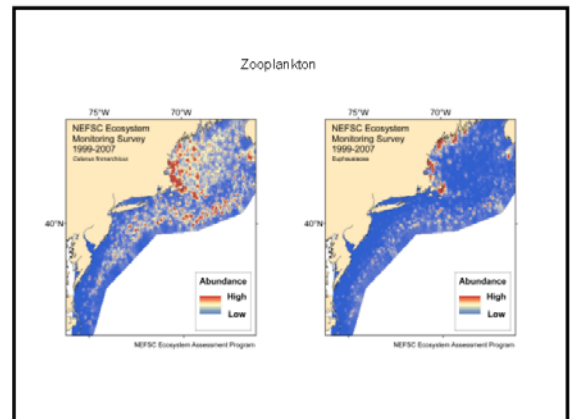 Zooplankton
75°W 70°W
NEFSC Ecosystem
Monitoring Survey
1999-2007
Calanus finmarchicus
40°N
Abundance
High
Low
NEFSC Ecosystem Assessment Program
75°W 70°W
NEFSC Ecosystem
Monitoring Survey
1999-2007
Euphausiacea
40°N
Abundance
High
Low
NEFSC Ecosystem Assessment Program